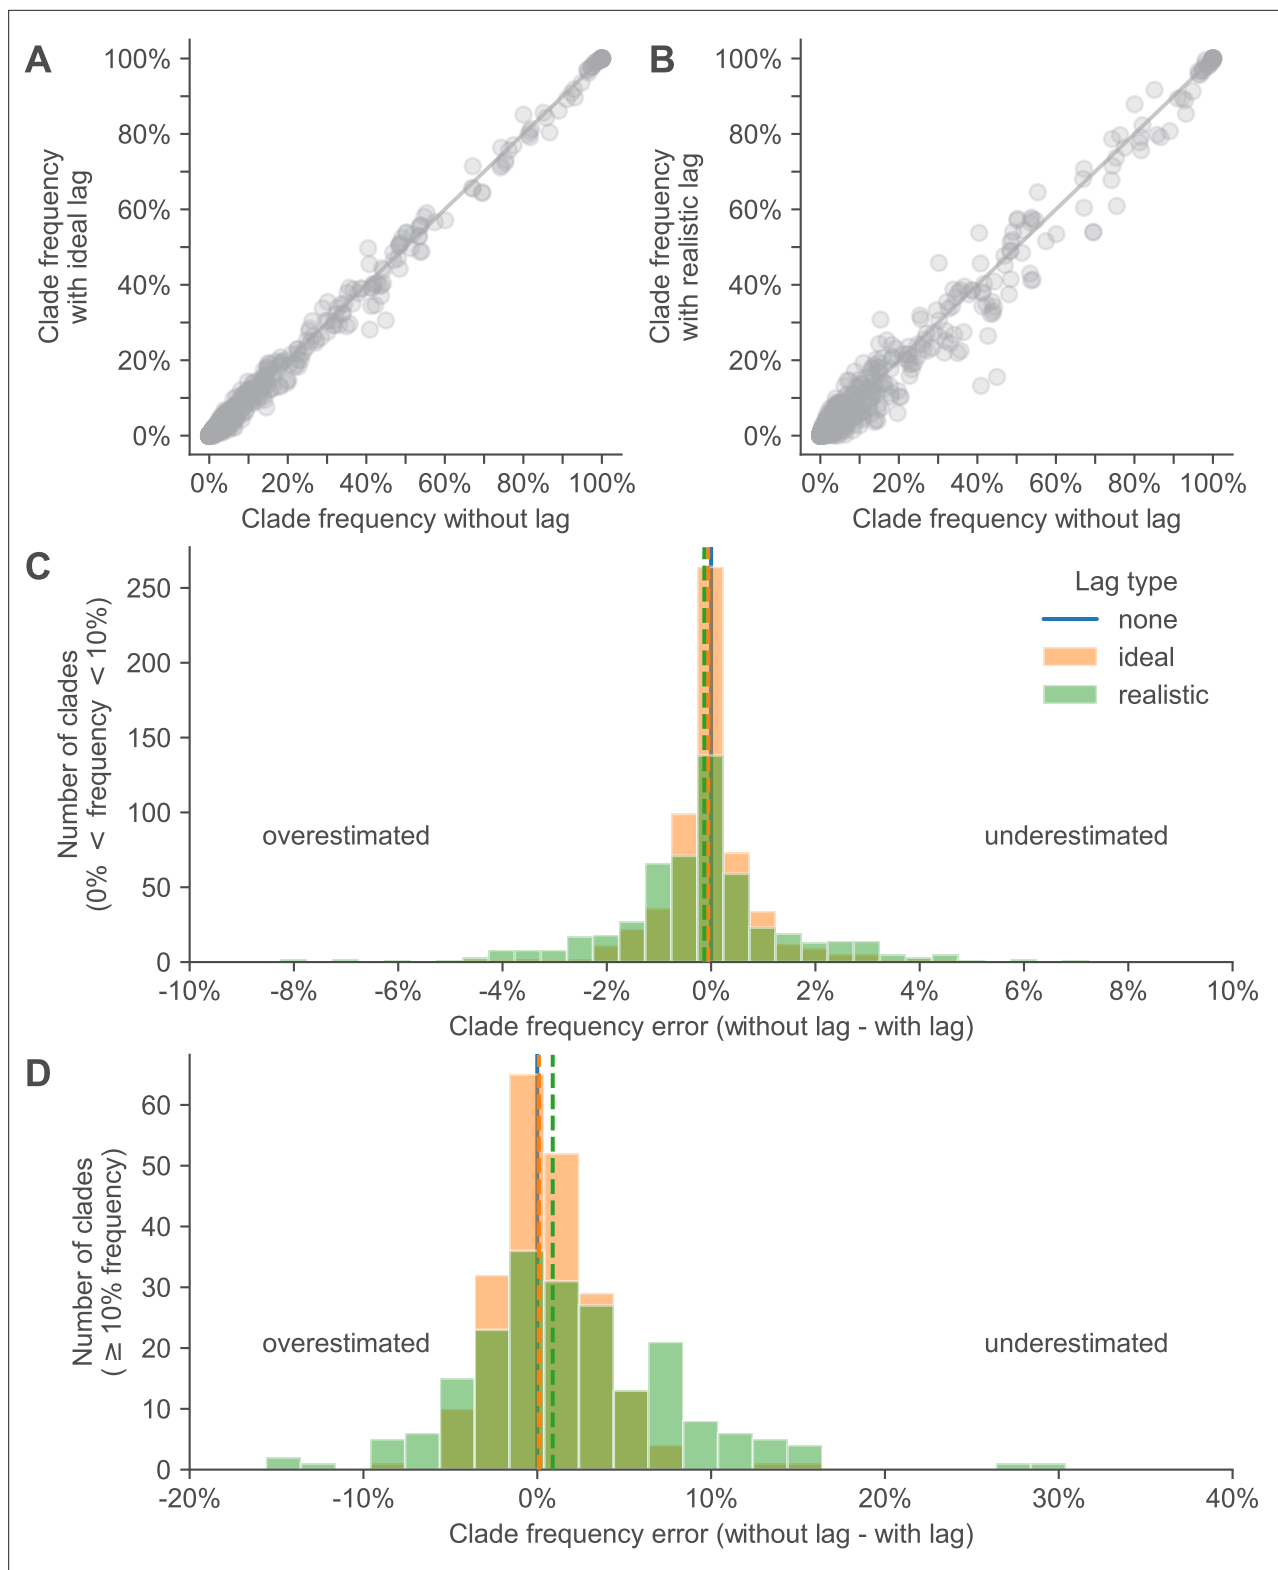 A
100%
80%
60%
40%
20%
0%
Clade frequency
with ideal lag
0% 20% 40% 60% 80% 100%
Clade frequency without lag
B
100%
80%
60%
40%
20%
0%
Clade frequency
with realistic lag
0% 20% 40% 60% 80% 100%
Clade frequency without lag
C
250
200
150
100
50
0
Number of clades
(0% < frequency < 10%)
Lag type
none
ideal
realistic
overestimated
underestimated
-10% -8% -6% -4% -2% 0% 2% 4% 6% 8% 10%
Clade frequency error (without lag - with lag)
D
60
50
40
30
20
10
0
Number of clades
(≥ 10% frequency)
overestimated
underestimated
-20% -10% 0% 10% 20% 30% 40%
Clade frequency error (without lag - with lag)